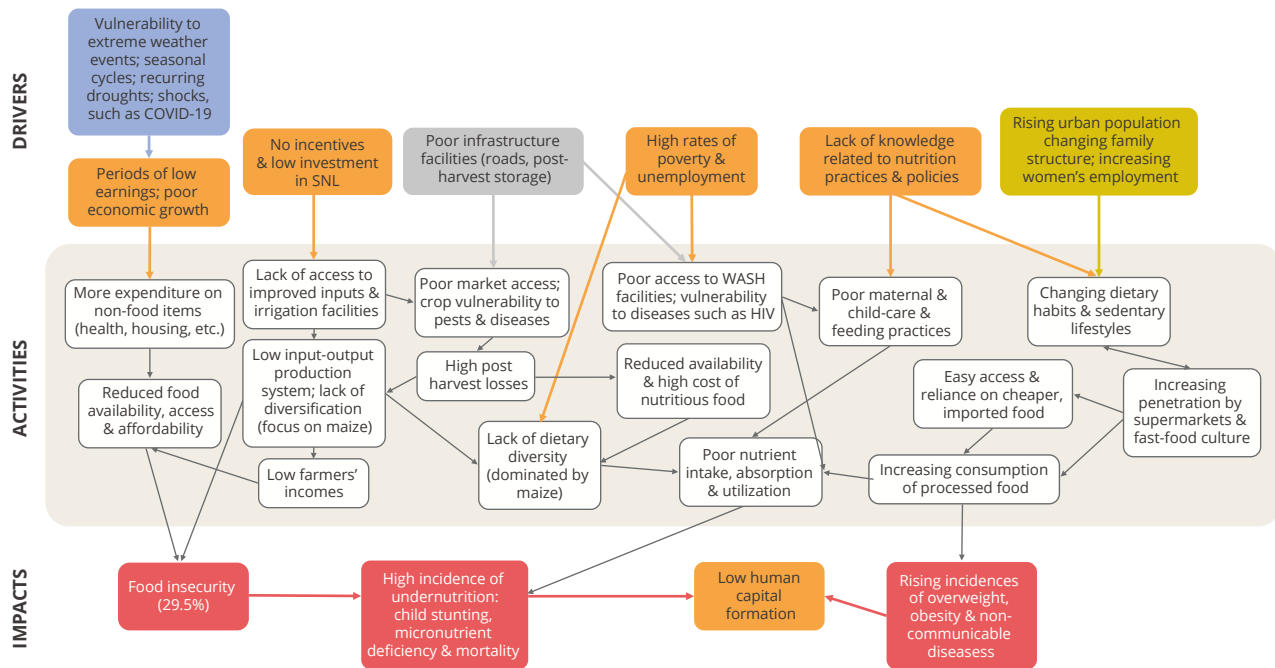 DRIVERS
Vulnerability to
extreme weather
events; seasonal
cycles; recurring
droughts; shocks,
such as COVID-19
Periods of low
earnings; poor
economic growth
No incentives
& low investment
in SNL
Poor infrastructure
facilities (roads, post-
harvest storage)
High rates of
poverty &
unemployment
Lack of knowledge
related to nutrition
practices & policies
Rising urban population
changing family
structure; increasing
women's employment
ACTIVITIES
More expenditure on
non-food items
(health, housing, etc.)
Lack of access to
improved inputs &
irrigation facilities
Poor market access;
crop vulnerability to
pests & diseases
Poor access to WASH
facilities; vulnerability
to diseases such as HIV
Poor maternal &
child-care &
feeding practices
Changing dietary
habits & sedentary
lifestyles
Reduced food
availability, access
& affordability
Low input-output
production
system; lack of
diversification
(focus on maize)
High post
harvest losses
Reduced availability
& high cost of
nutritious food
Easy access &
reliance on cheaper,
imported food
Increasing
penetration by
supermarkets &
fast-food culture
Low farmers'
incomes
Lack of dietary
diversity
(dominated by
maize)
Poor nutrient
intake, absorption
& utilization
Increasing consumption
of processed food
IMPACTS
Food insecurity
(29.5%)
High incidence of
undernutrition:
child stunting,
micronutrient
deficiency & mortality
Low human
capital
formation
Rising incidences
of overweight,
obesity & non-
communicable
diseasess